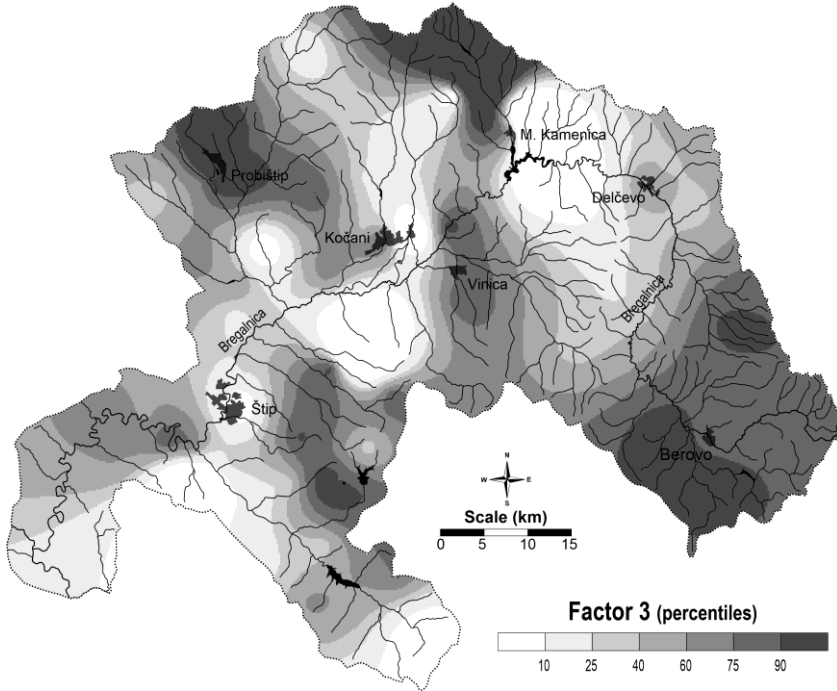 M. Kamenica
Probištip
Delčevo
Kočani
Vinica
Bregalnica
Bregalnica
Štip
Berovo
N
W E
S
Scale (km)
0 5 10 15
Factor 3 (percentiles)
10 25 40 60 75 90